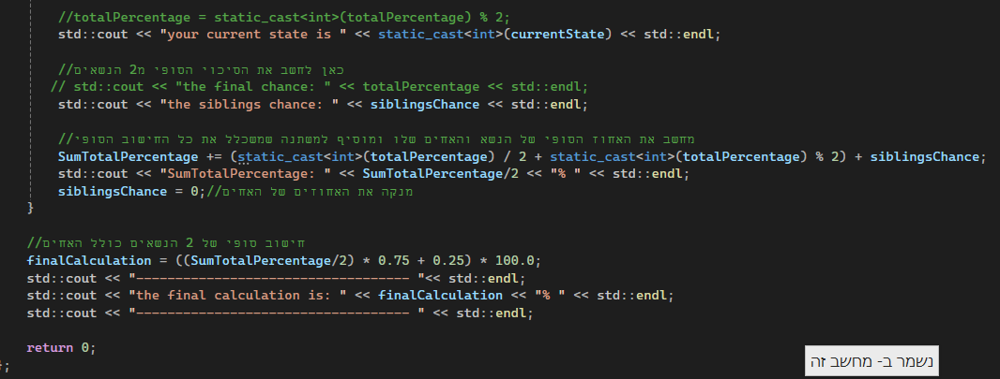 //totalPercentage = static_cast<int>(totalPercentage) % 2;
std::cout << "your current state is " << static_cast<int>(currentState) << std::endl;
//כאן לחשב את הסיכוי הסופי מ2 הנשאים
// std::cout << "the final chance: " << totalPercentage << std::endl;
std::cout << "the siblings chance: " << siblingsChance << std::endl;
//מחשב את האחוז הסופי של הנשא והאחים שלו ומוסיף למשתנה שמשכלל את כל החישוב הסופי
SumTotalPercentage += (static_cast<int>(totalPercentage) / 2 + static_cast<int>(totalPercentage) % 2) + siblingsChance;
std::cout << "SumTotalPercentage: " << SumTotalPercentage/2 << "% " << std::endl;
siblingsChance = 0;//מנקה את האחוזים של האחים
}
//חישוב סופי של 2 הנשאים כולל האחים
finalCalculation = ((SumTotalPercentage/2) * 0.75 + 0.25) * 100.0;
std::cout << "----------------------------------- "<< std::endl;
std::cout << "the final calculation is: " << finalCalculation << "% " << std::endl;
std::cout << "----------------------------------- " << std::endl;
return 0;
};
נשמר ב- מחשב זה